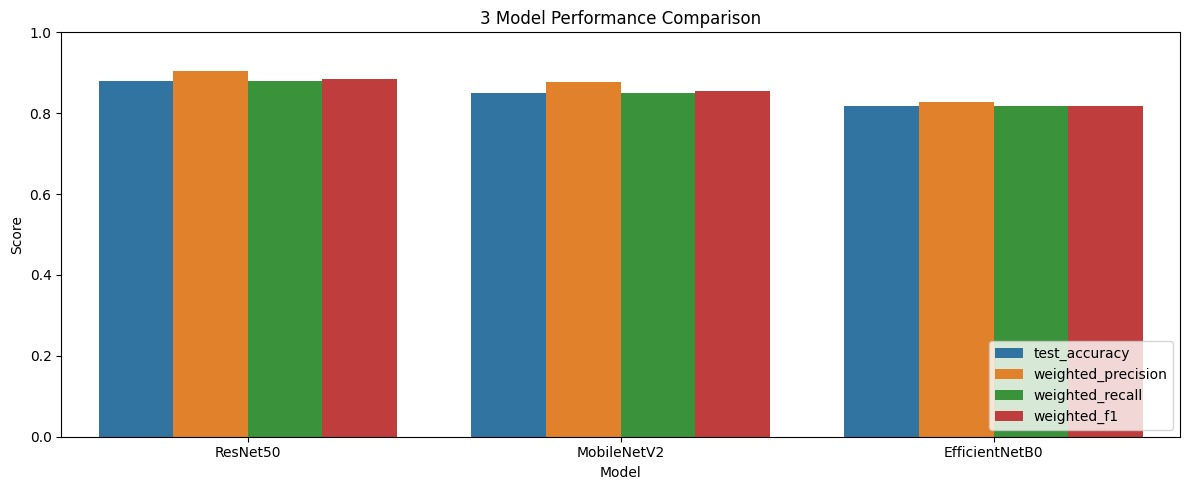 3 Model Performance Comparison
1.0
0.8
0.6
0.4
0.2
0.0
Score
test_accuracy
weighted_precision
weighted_recall
weighted_f1
ResNet50 MobileNetV2 EfficientNetB0
Model